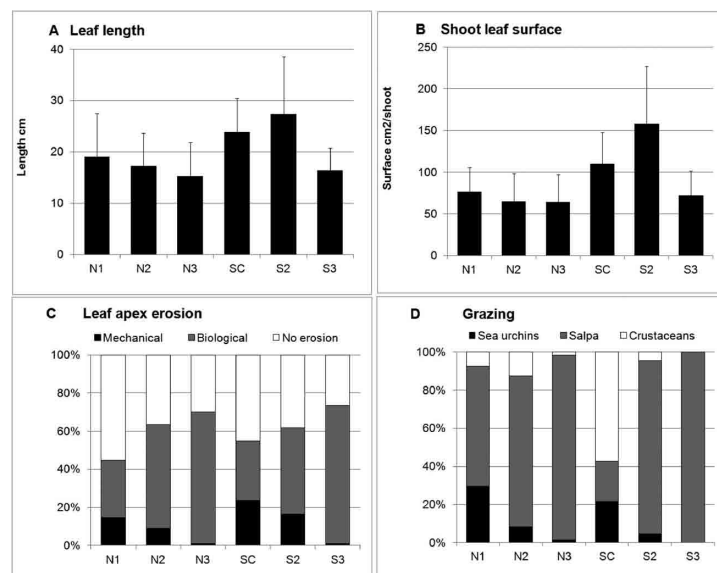 A Leaf length
40
30
20
10
0
Length cm
N1 N2 N3 SC S2 S3
B Shoot leaf surface
250
200
150
100
50
0
Surface cm2/shoot
N1 N2 N3 SC S2 S3
C Leaf apex erosion
Mechanical Biological No erosion
100%
80%
60%
40%
20%
0%
N1 N2 N3 SC S2 S3
D Grazing
Sea urchins Salpa Crustaceans
100%
80%
60%
40%
20%
0%
N1 N2 N3 SC S2 S3